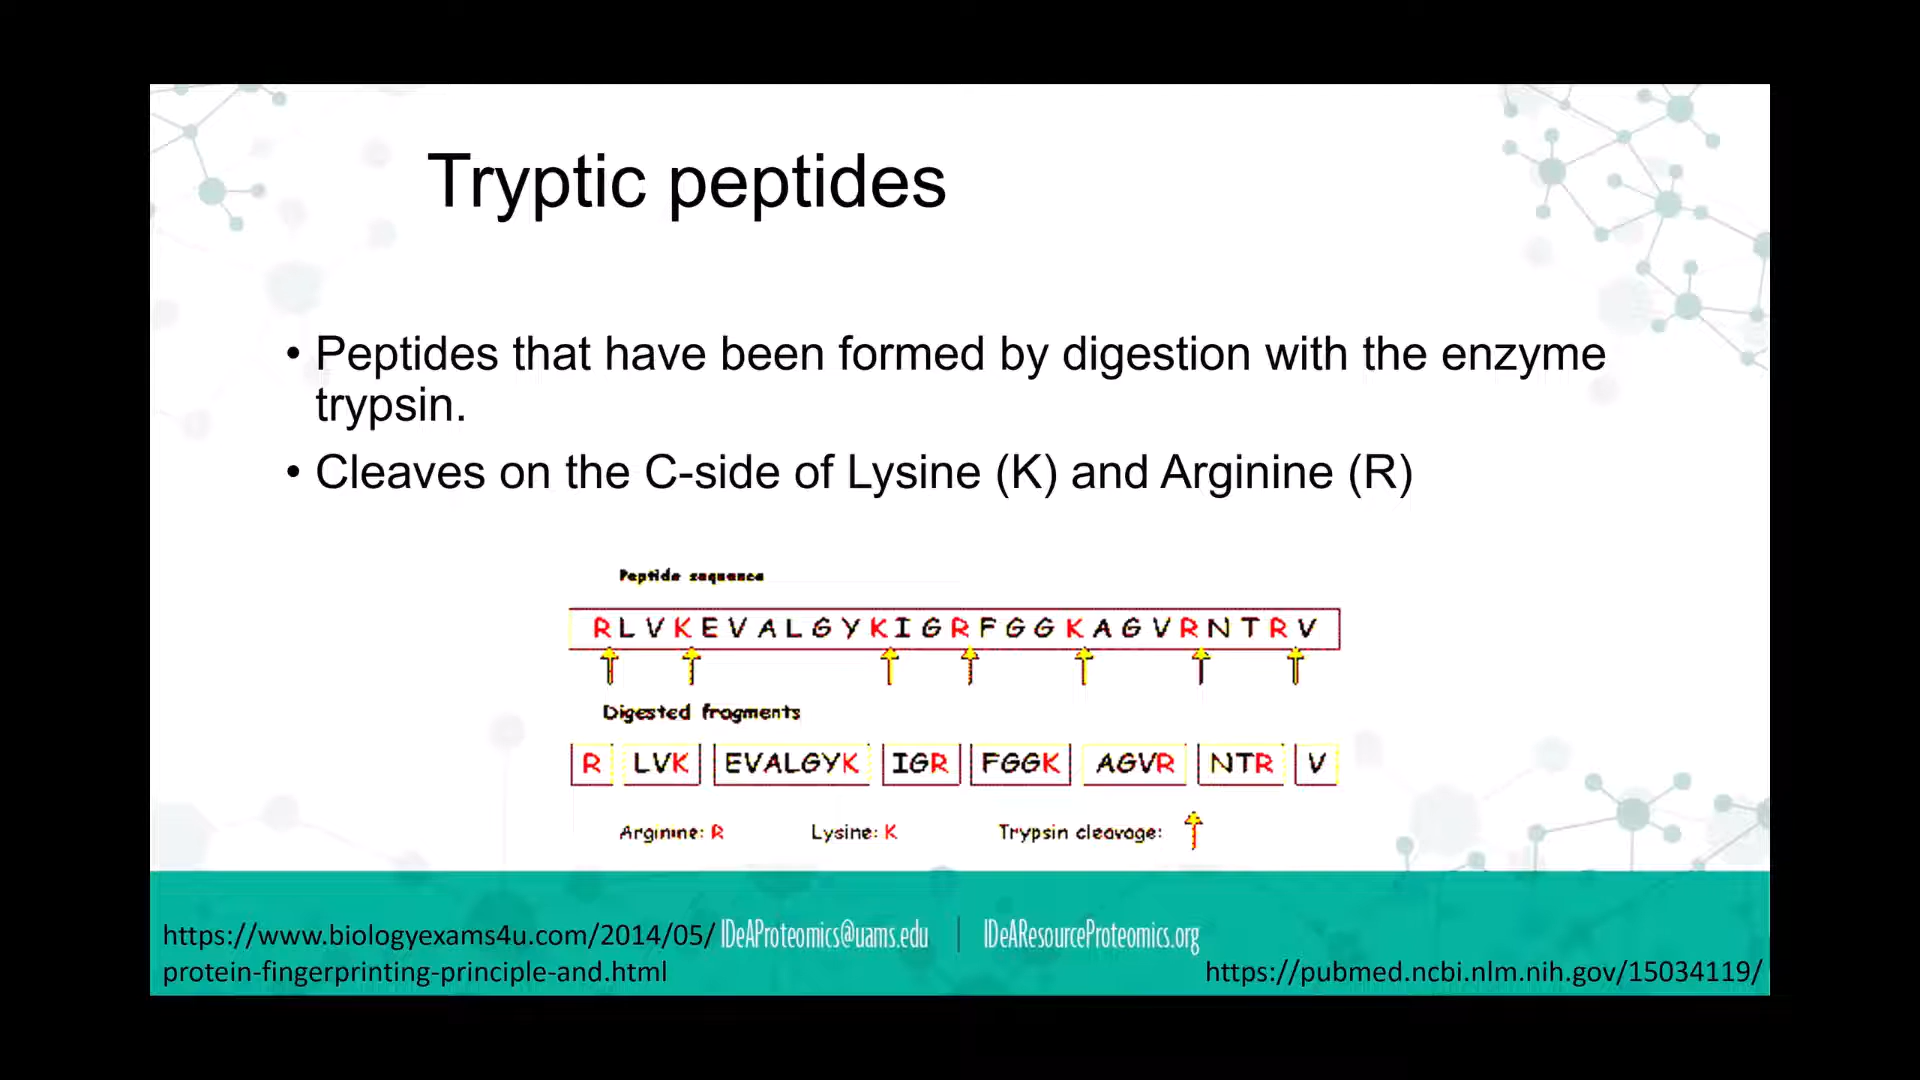 Tryptic peptides
• Peptides that have been formed by digestion with the enzyme
trypsin.
• Cleaves on the C-side of Lysine (K) and Arginine (R)
Peptide sequence
RLVKEVALGYKIGRFGGKAGVRNTRV
Digested fragments
R LVK EVALGYK IGR FGGK AGVR NTR V
Arginine: R Lysine: K Trypsin cleavage:
https://www.biologyexams4u.com/2014/05/
protein-fingerprinting-principle-and.html
IDeAProteomics@uams.edu | IDeAResourceProteomics.org
https://pubmed.ncbi.nlm.nih.gov/15034119/